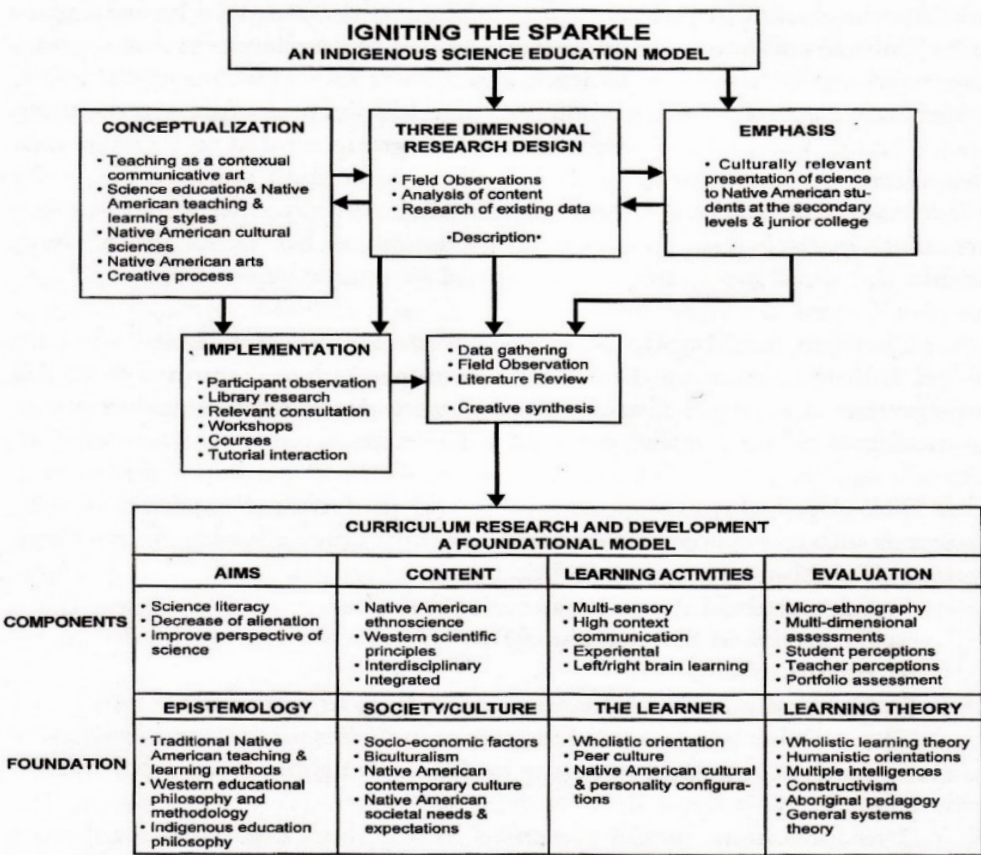 IGNITING THE SPARKLE
AN INDIGENOUS SCIENCE EDUCATION MODEL
CONCEPTUALIZATION
• Teaching as a contexual
communicative art
• Science education& Native
American teaching &
learning styles
• Native American cultural
sciences
• Native American arts
• Creative process
THREE DIMENSIONAL
RESEARCH DESIGN
• Field Observations
• Analysis of content
• Research of existing data
•Description•
EMPHASIS
• Culturally relevant
presentation of science
to Native American stu-
dents at the secondary
levels & junior college
IMPLEMENTATION
• Participant observation
• Library research
• Relevant consultation
• Workshops
• Courses
• Tutorial interaction
• Data gathering
• Field Observation
• Literature Review
• Creative synthesis
CURRICULUM RESEARCH AND DEVELOPMENT
A FOUNDATIONAL MODEL
COMPONENTS
AIMS
• Science literacy
• Decrease of alienation
• Improve perspective of
science
CONTENT
• Native American
ethnoscience
• Western scientific
principles
• Interdisciplinary
• Integrated
LEARNING ACTIVITIES
• Multi-sensory
• High context
communication
• Experiental
• Left/right brain learning
EVALUATION
• Micro-ethnography
• Multi-dimensional
assessments
• Student perceptions
• Teacher perceptions
• Portfolio assessment
FOUNDATION
EPISTEMOLOGY
• Traditional Native
American teaching &
learning methods
• Western educational
philosophy and
methodology
• Indigenous education
philosophy
SOCIETY/CULTURE
• Socio-economic factors
• Biculturalism
• Native American
contemporary culture
• Native American
societal needs &
expectations
THE LEARNER
• Wholistic orientation
• Peer culture
• Native American cultural
& personality configura-
tions
LEARNING THEORY
• Wholistic learning theory
• Humanistic orientations
• Multiple intelligences
• Constructivism
• Aboriginal pedagogy
• General systems
theory